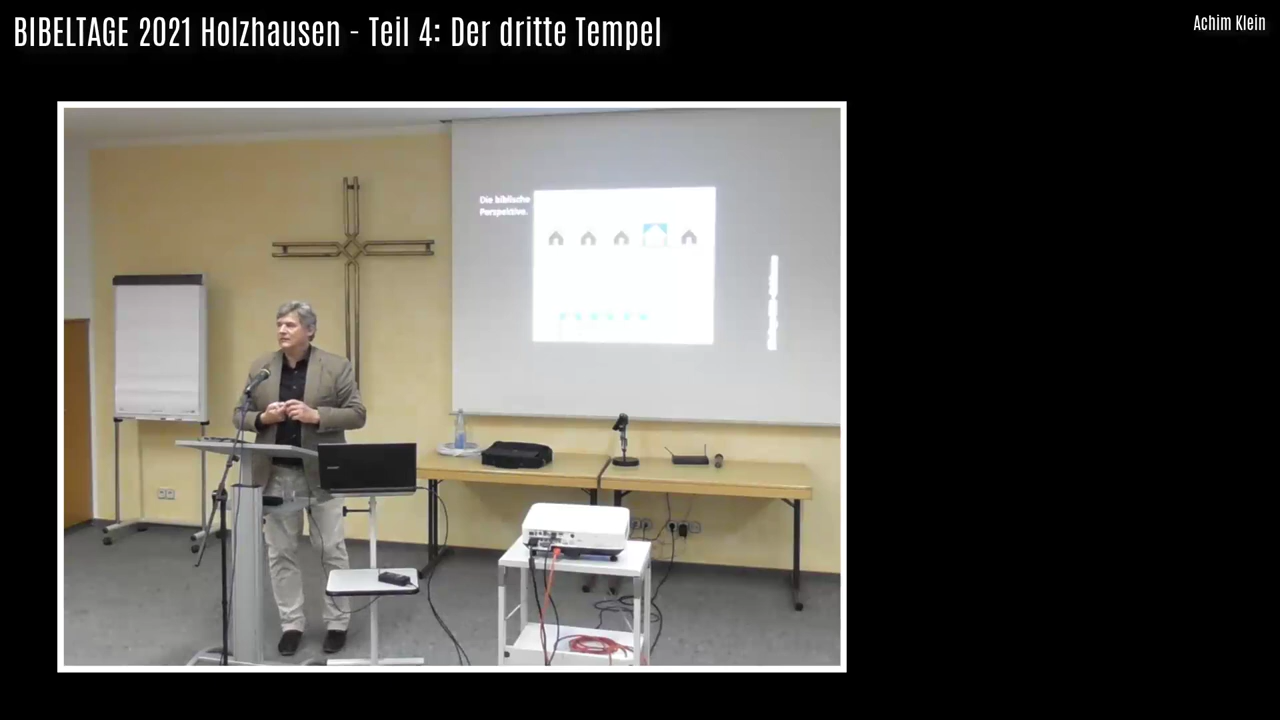 BIBELTAGE 2021 Holzhausen - Teil 4: Der dritte Tempel
Achim Klein
Die biblische
Perspektive.